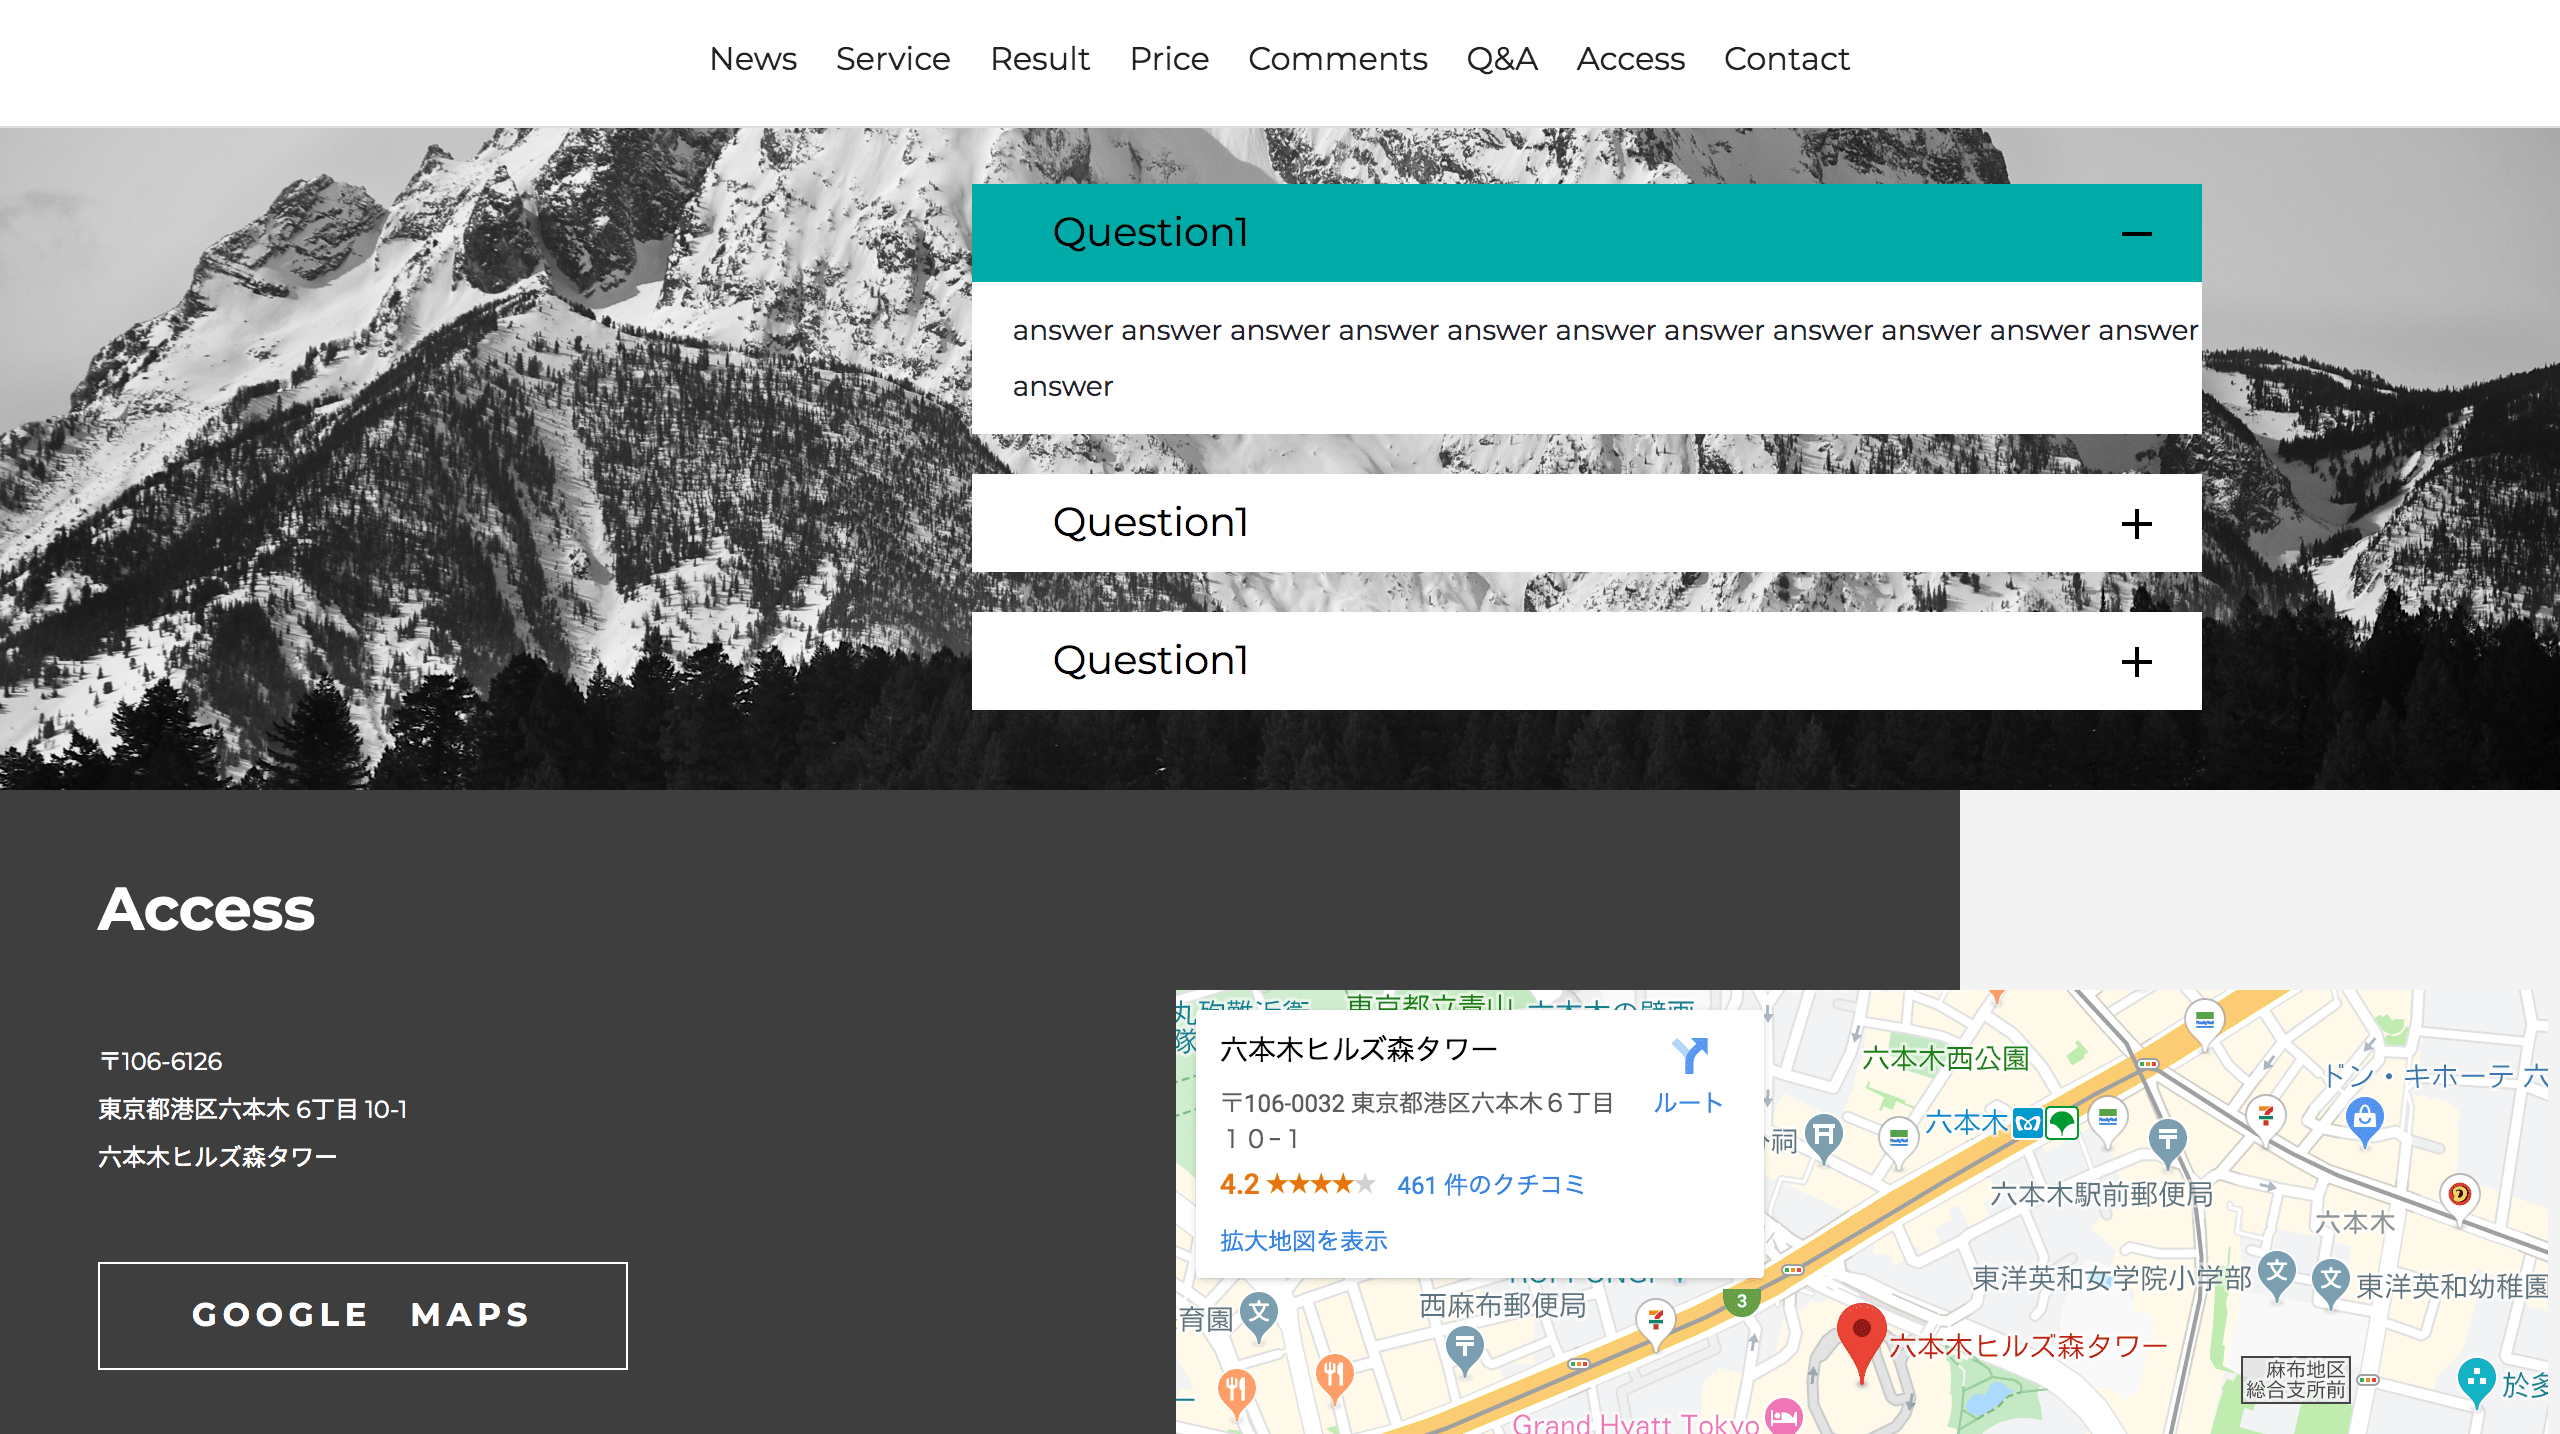 News Service Result Price Comments Q&A Access Contact
Question1
answer answer answer answer answer answer answer answer answer answer answer
answer
Question1
Question1
Access
〒106-6126
東京都港区六本木 6丁目 10-1
六本木ヒルズ森タワー
GOOGLE MAPS
六本木ヒルズ森タワー
〒106-0032 東京都港区六本木６丁目
１０−１
ルート
4.2
461 件のクチコミ
拡大地図を表示
東京都立青山
六本木の壁画
六本木西公園
ドン・キホーテ 六
六本木
六本木駅前郵便局
六本木
東洋英和女学院小学部
東洋英和幼稚園
西麻布郵便局
育園
祠
隊
3
六本木ヒルズ森タワー
麻布地区
総合支所前
於多
Grand Hyatt Tokyo